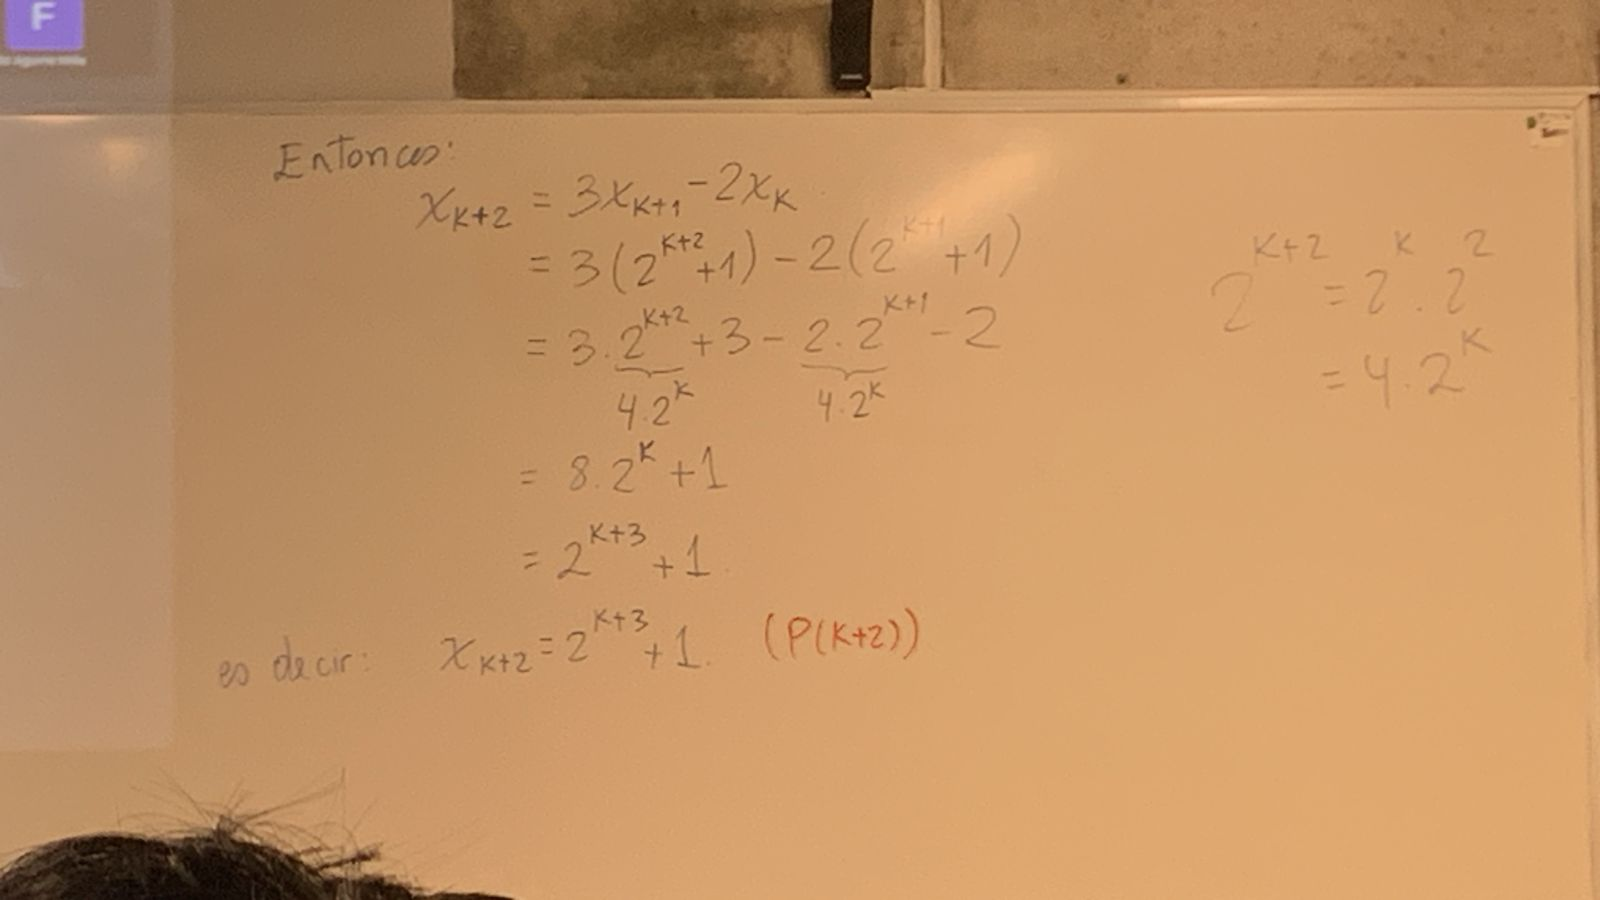 F
Entonces:
x_{K+2} = 3x_{K+1} - 2x_K
= 3(2^{K+2}+1) - 2(2^{K+1}+1)
= 3.2^{K+2} + 3 - 2.2^{K+1} - 2
4.2^K 4.2^K
= 8.2^K + 1
= 2^{K+3} + 1.
es decir: x_{K+2} = 2^{K+3} + 1. (P(K+2))
2^{K+2} = 2^K . 2^2
= 4.2^K